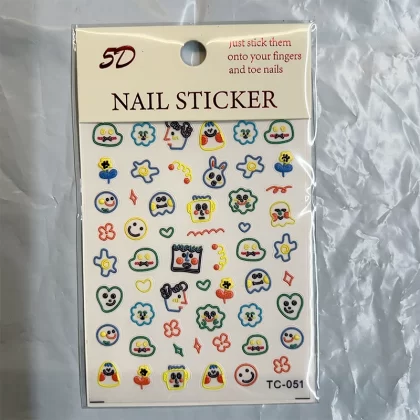 5D
Just stick them
onto your fingers
and toe nails
NAIL STICKER
TC-051